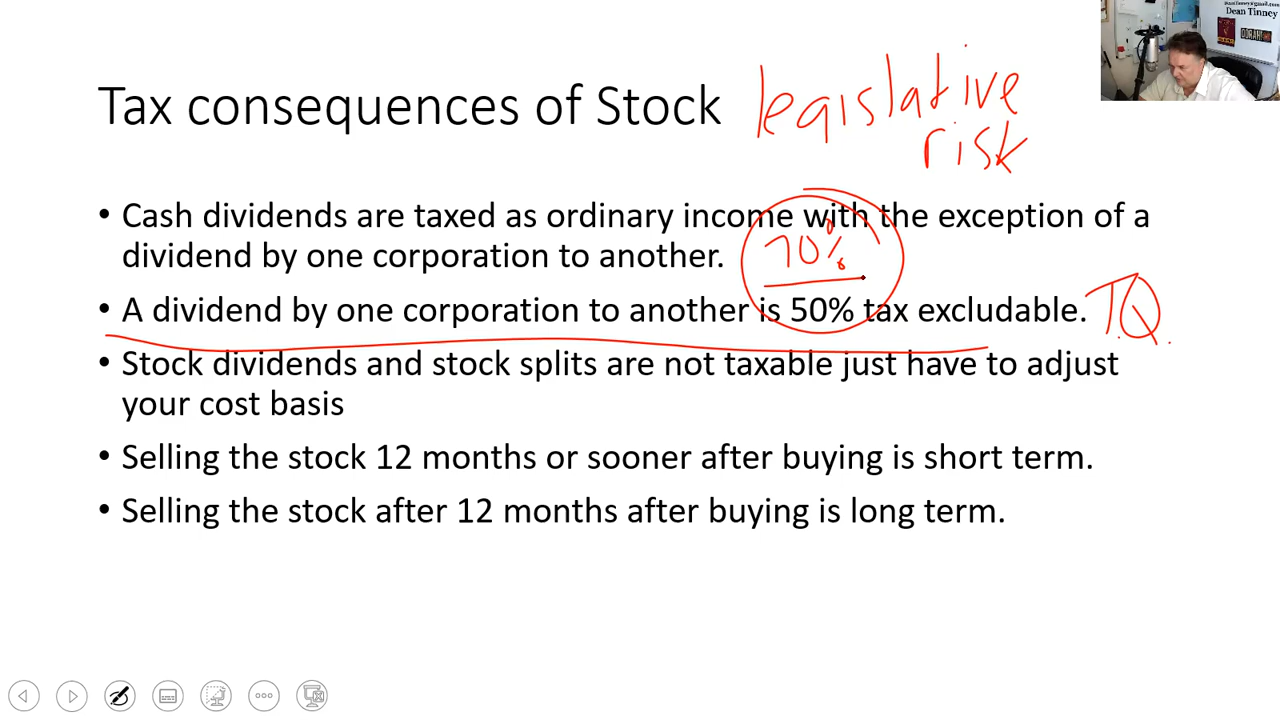 Dean Tinney
OORAH!
Tax consequences of Stock
legislative
risk
• Cash dividends are taxed as ordinary income with the exception of a
dividend by one corporation to another.
70%
• A dividend by one corporation to another is 50% tax excludable.
TQ
• Stock dividends and stock splits are not taxable just have to adjust
your cost basis
• Selling the stock 12 months or sooner after buying is short term.
• Selling the stock after 12 months after buying is long term.